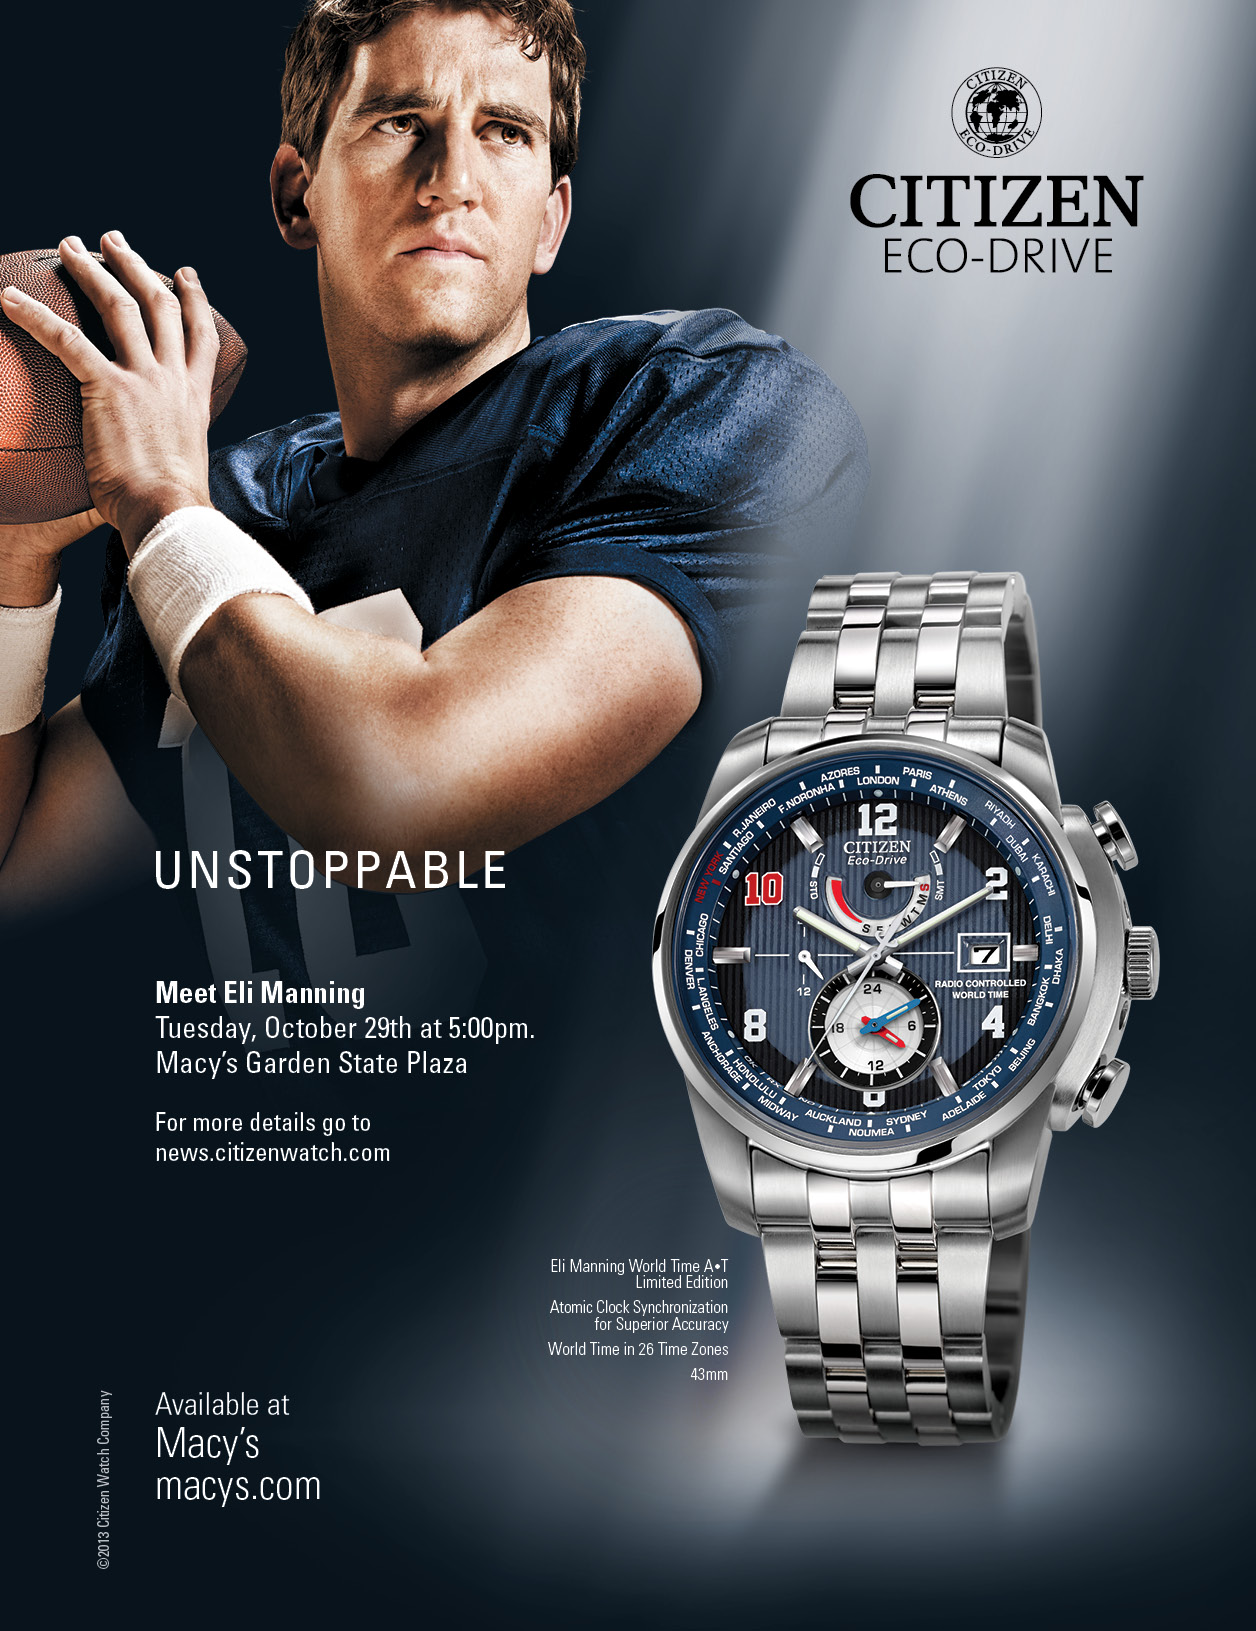 CITIZEN
ECO-DRIVE
CITIZEN
ECO-DRIVE
UNSTOPPABLE
Meet Eli Manning
Tuesday, October 29th at 5:00pm.
Macy's Garden State Plaza
For more details go to
news.citizenwatch.com
Eli Manning World Time A•T
Limited Edition
Atomic Clock Synchronization
for Superior Accuracy
World Time in 26 Time Zones
43mm
Available at
Macy's
macys.com
©2013 Citizen Watch Company
LONDON
PARIS
ATHENS
RIYADH
DUBAI
KARACHI
DELHI
DHAKA
BANGKOK
BEIJING
TOKYO
ADELAIDE
SYDNEY
NOUMEA
AUCKLAND
MIDWAY
HONOLULU
ANCHORAGE
L ANGELES
DENVER
CHICAGO
NEW YORK
SANTIAGO
R.JANEIRO
F.NORONHA
AZORES
12
CITIZEN
Eco-Drive
10
2
STD
SMT
W T M S
7
RADIO CONTROLLED
WORLD TIME
12
24
18
6
12
8
4